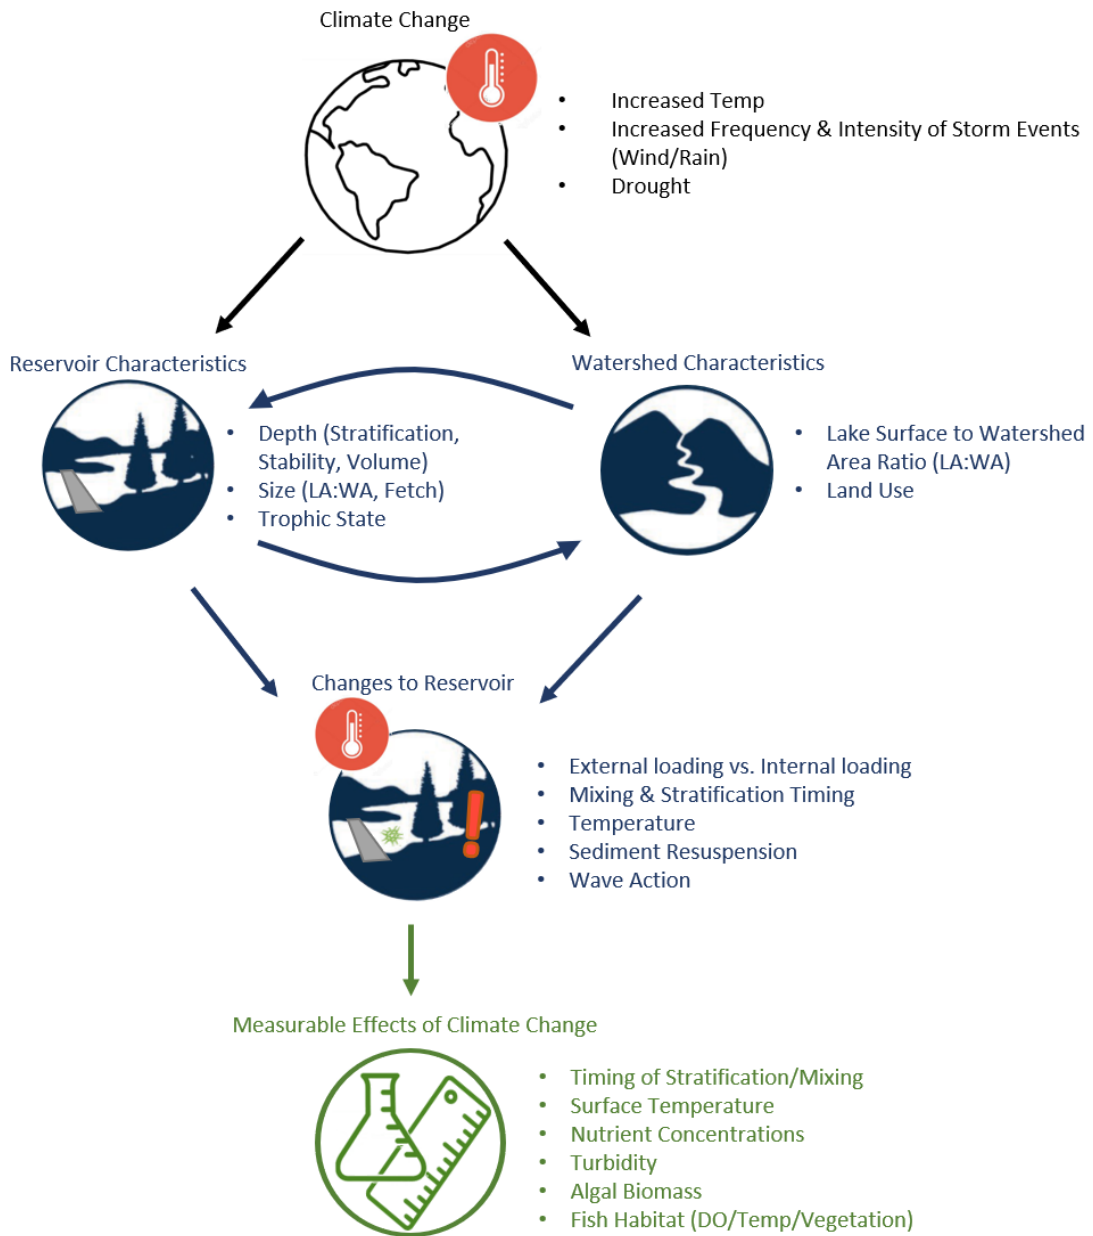 Climate Change
• Increased Temp
• Increased Frequency & Intensity of Storm Events
(Wind/Rain)
• Drought
Reservoir Characteristics
• Depth (Stratification,
Stability, Volume)
• Size (LA:WA, Fetch)
• Trophic State
Watershed Characteristics
• Lake Surface to Watershed
Area Ratio (LA:WA)
• Land Use
Changes to Reservoir
• External loading vs. Internal loading
• Mixing & Stratification Timing
• Temperature
• Sediment Resuspension
• Wave Action
Measurable Effects of Climate Change
• Timing of Stratification/Mixing
• Surface Temperature
• Nutrient Concentrations
• Turbidity
• Algal Biomass
• Fish Habitat (DO/Temp/Vegetation)